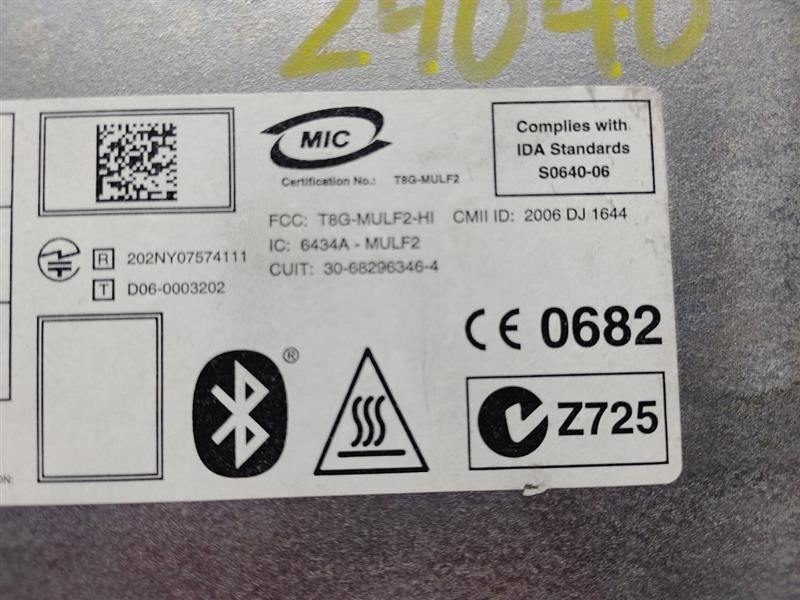 24040
MIC
Certification No.: T8G-MULF2
Complies with
IDA Standards
S0640-06
FCC: T8G-MULF2-HI CMII ID: 2006 DJ 1644
IC: 6434A - MULF2
CUIT: 30-68296346-4
R 202NY07574111
T D06-0003202
®
CE 0682
Z725
ON: